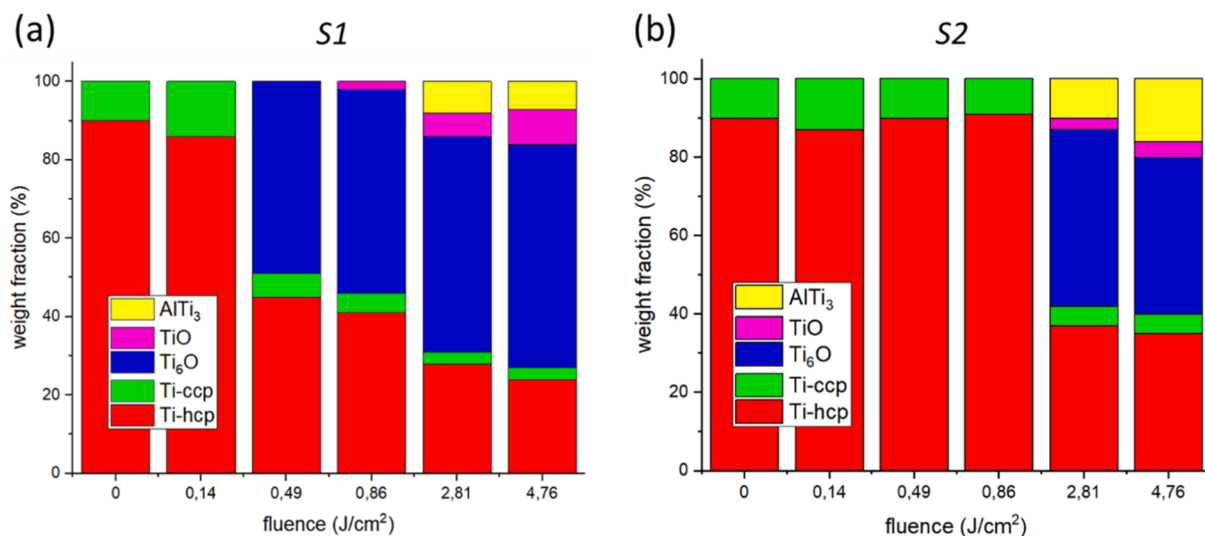 (a)
S1
weight fraction (%)
100
80
60
40
20
0
AlTi₃
TiO
Ti₆O
Ti-ccp
Ti-hcp
0 0,14 0,49 0,86 2,81 4,76
fluence (J/cm²)
(b)
S2
weight fraction (%)
100
80
60
40
20
0
AlTi₃
TiO
Ti₆O
Ti-ccp
Ti-hcp
0 0,14 0,49 0,86 2,81 4,76
fluence (J/cm²)